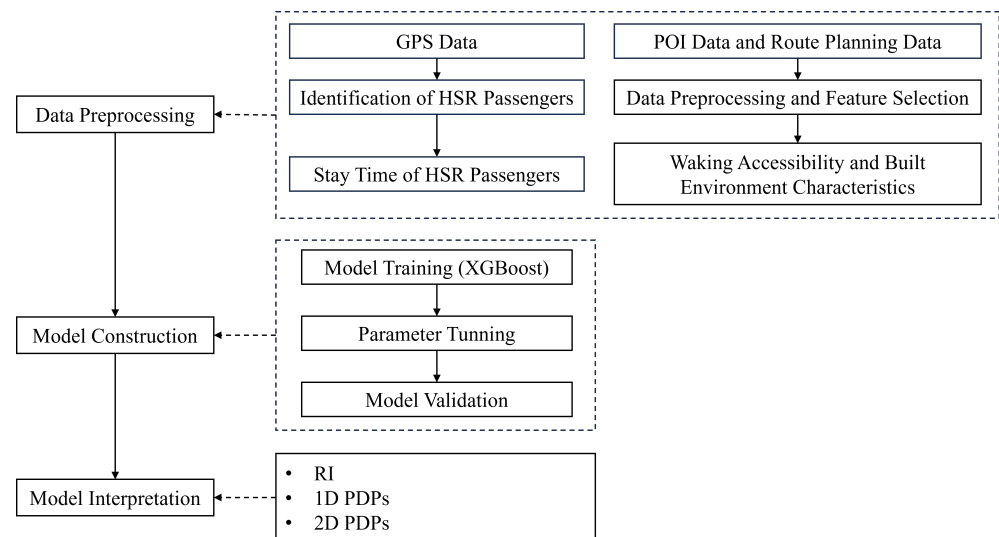 GPS Data
POI Data and Route Planning Data
Identification of HSR Passengers
Data Preprocessing and Feature Selection
Data Preprocessing
Stay Time of HSR Passengers
Waking Accessibility and Built
Environment Characteristics
Model Training (XGBoost)
Model Construction
Parameter Tunning
Model Validation
Model Interpretation
• RI
• 1D PDPs
• 2D PDPs